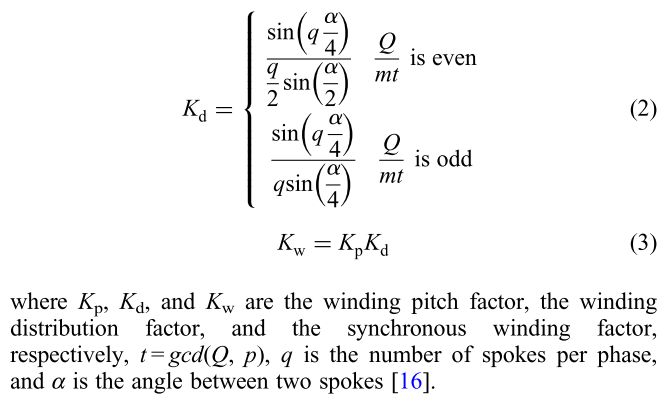 K_d = { sin(q α/4) / (q/2 sin(α/2))   Q/mt is even
sin(q α/4) / (q sin(α/4))   Q/mt is odd   (2)
K_w = K_pK_d   (3)
where K_p, K_d, and K_w are the winding pitch factor, the winding
distribution factor, and the synchronous winding factor,
respectively, t = gcd(Q, p), q is the number of spokes per phase,
and α is the angle between two spokes [16].